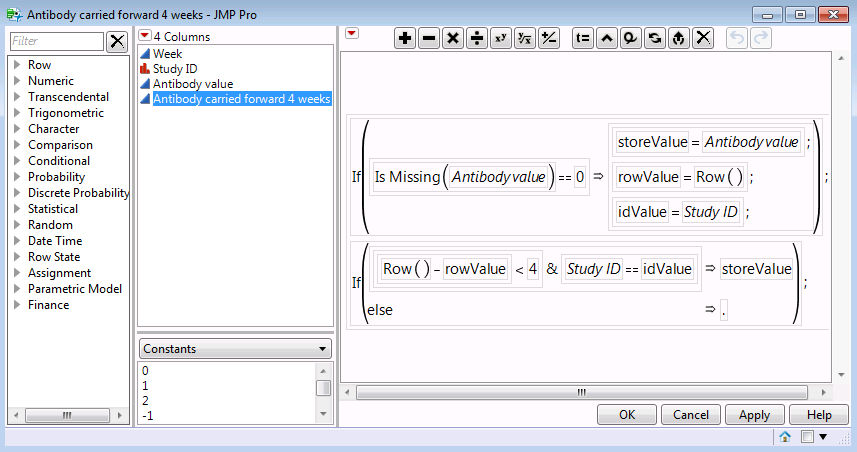 Antibody carried forward 4 weeks - JMP Pro
Filter
Row
Numeric
Transcendental
Trigonometric
Character
Comparison
Conditional
Probability
Discrete Probability
Statistical
Random
Date Time
Row State
Assignment
Parametric Model
Finance
4 Columns
Week
Study ID
Antibody value
Antibody carried forward 4 weeks
Constants
0
1
2
-1
+ − × ÷ xʸ ʸ√x +/− t=
If ( Is Missing ( Antibody value ) == 0 ⇒ storeValue = Antibody value ;
rowValue = Row ( ) ;
idValue = Study ID ; ) ;
If ( Row ( ) - rowValue < 4 & Study ID == idValue ⇒ storeValue
else ⇒ . ) ;
OK Cancel Apply Help